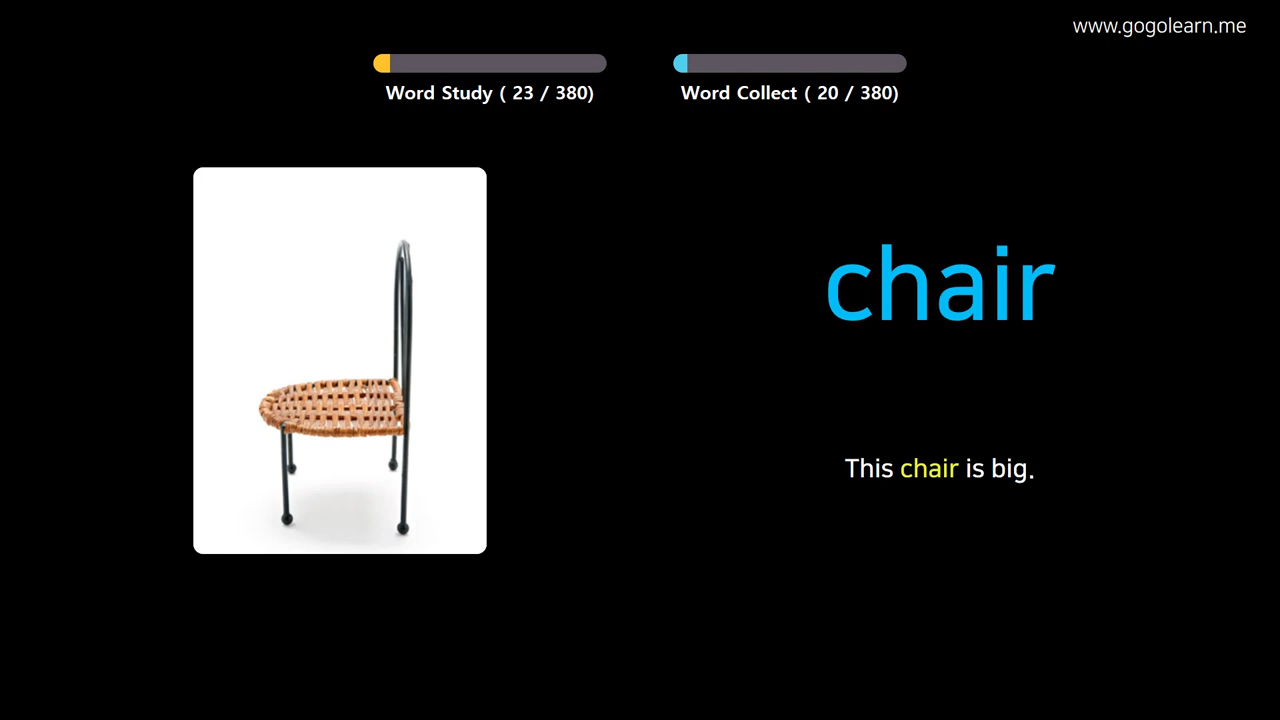 www.gogolearn.me
Word Study ( 23 / 380)
Word Collect ( 20 / 380)
chair
This chair is big.